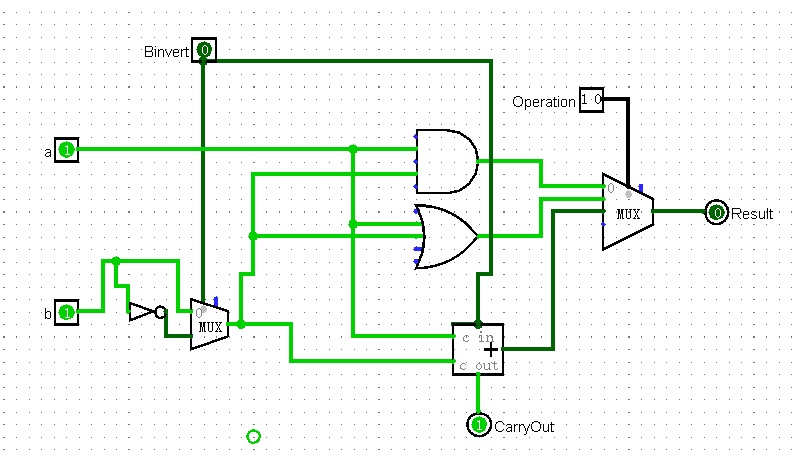 Binvert 0
Operation 1 0
a 1
0
MUX
0 Result
b 1
0
MUX
c in
+
c out
1 CarryOut